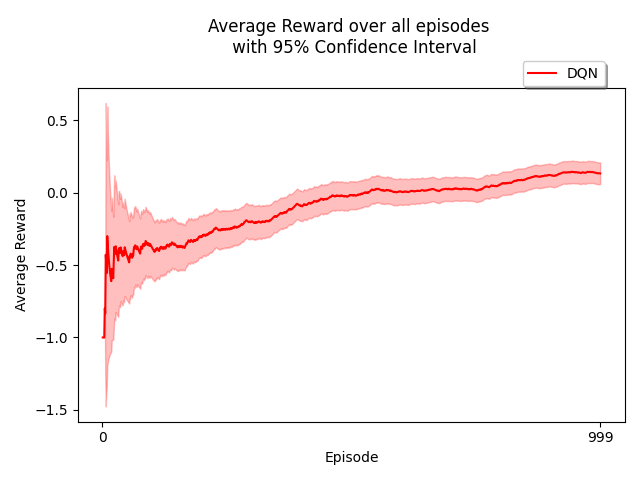 Average Reward over all episodes
with 95% Confidence Interval
DQN
0.5
0.0
−0.5
−1.0
−1.5
Average Reward
0
999
Episode